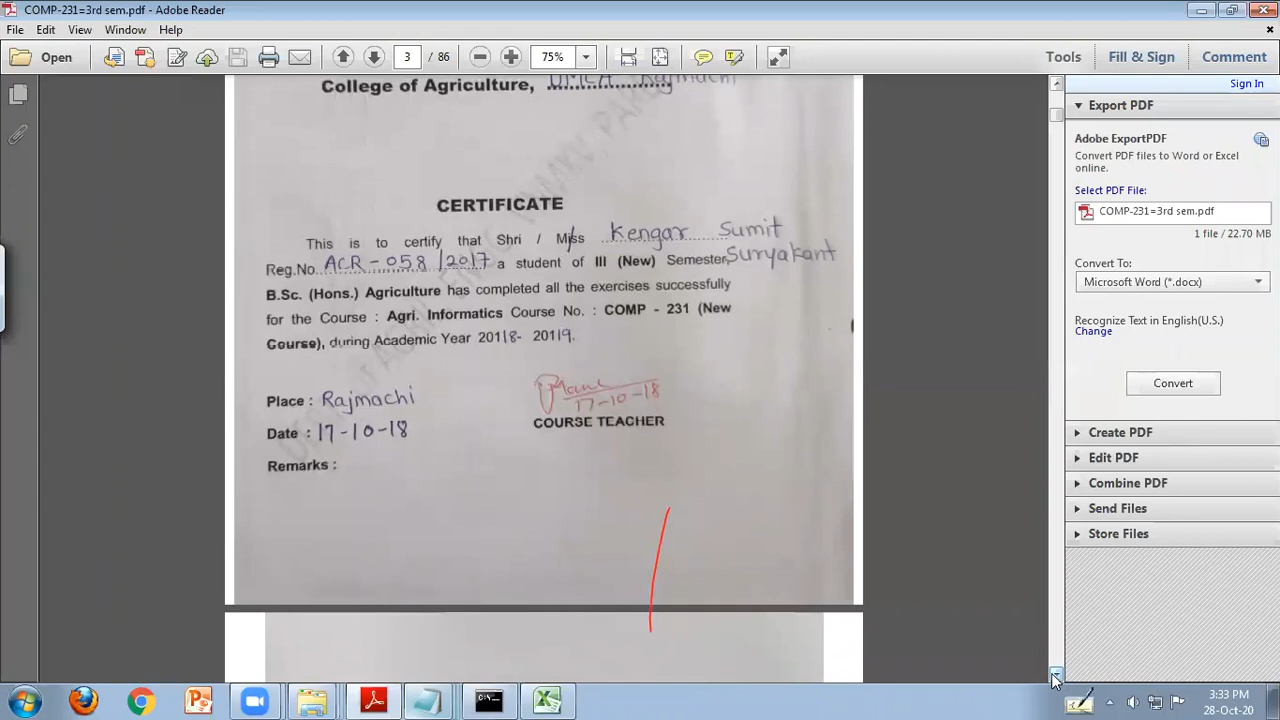 COMP-231=3rd sem.pdf - Adobe Reader
File Edit View Window Help
Open 3 / 86 75% Tools Fill & Sign Comment
Sign In
College of Agriculture, Rajmachi
CERTIFICATE
This is to certify that Shri / Miss Kengar Sumit
Suryakant
Reg.No. ACR-058/2017 a student of III (New) Semester,
B.Sc. (Hons.) Agriculture has completed all the exercises successfully
for the Course : Agri. Informatics Course No. : COMP - 231 (New
Course), during Academic Year 2018- 2019.
Place : Rajmachi
17-10-18
Date : 17-10-18
COURSE TEACHER
Remarks :
Export PDF
Adobe ExportPDF
Convert PDF files to Word or Excel
online.
Select PDF File:
COMP-231=3rd sem.pdf
1 file / 22.70 MB
Convert To:
Microsoft Word (*.docx)
Recognize Text in English(U.S.)
Change
Convert
Create PDF
Edit PDF
Combine PDF
Send Files
Store Files
3:33 PM
28-Oct-20